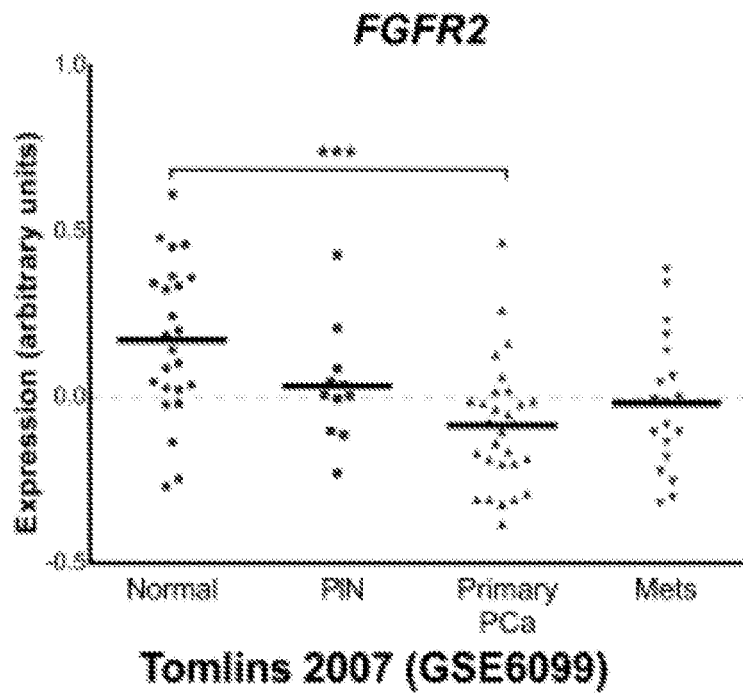 FGFR2
1.0
***
Expression (arbitrary units)
0.5
0.0
-0.5
Normal PIN Primary PCa Mets
Tomlins 2007 (GSE6099)